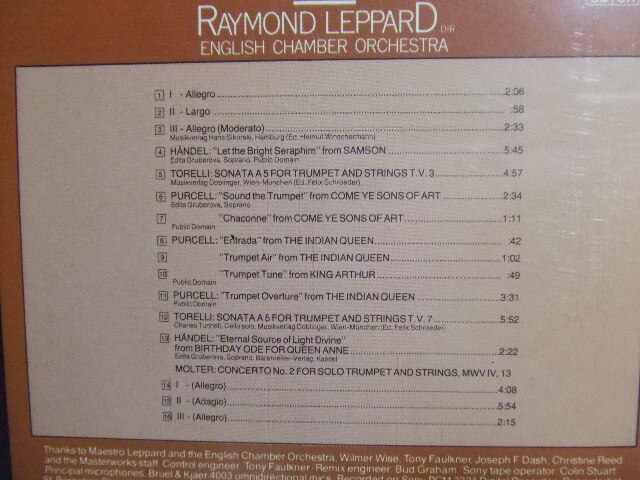 RAYMOND LEPPARD DIR
ENGLISH CHAMBER ORCHESTRA
1 I - Allegro 2:06
2 II - Largo :58
3 III - Allegro (Moderato) 2:33
Musikverlag Hans Sikorski, Hamburg (Ed. Helmut Winschermann)
4 HÄNDEL: "Let the Bright Seraphim" from SAMSON 5:45
Edita Gruberova, Soprano, Public Domain
5 TORELLI: SONATA A 5 FOR TRUMPET AND STRINGS T.V. 3 4:57
Musikverlag Doblinger, Wien-München (Ed. Felix Schroeder)
6 PURCELL: "Sound the Trumpet" from COME YE SONS OF ART 2:34
Edita Gruberova, Soprano
7 "Chaconne" from COME YE SONS OF ART 1:11
Public Domain
8 PURCELL: "Entrada" from THE INDIAN QUEEN :42
9 "Trumpet Air" from THE INDIAN QUEEN 1:02
10 "Trumpet Tune" from KING ARTHUR :49
Public Domain
11 PURCELL: "Trumpet Overture" from THE INDIAN QUEEN 3:31
Public Domain
12 TORELLI: SONATA A 5 FOR TRUMPET AND STRINGS T.V. 7 5:52
Charles Tunnell, Cello solo, Musikverlag Doblinger, Wien-München (Ed. Felix Schroeder)
13 HÄNDEL: "Eternal Source of Light Divine"
from BIRTHDAY ODE FOR QUEEN ANNE 2:22
Edita Gruberova, Soprano, Bärenreiter-Verlag, Kassel
MOLTER: CONCERTO No. 2 FOR SOLO TRUMPET AND STRINGS, MWV IV, 13
14 I - (Allegro) 4:08
15 II - (Adagio) 5:54
16 III - (Allegro) 2:15
Thanks to Maestro Leppard and the English Chamber Orchestra, Wilmer Wise, Tony Faulkner, Joseph F. Dash, Christine Reed
and the Masterworks staff. Control engineer: Tony Faulkner. Remix engineer: Bud Graham. Sony tape operator: Colin Stuart.
Principal microphones: Bruel & Kjaer 4003 omnidirectional mics. Recorded on Sony PCM